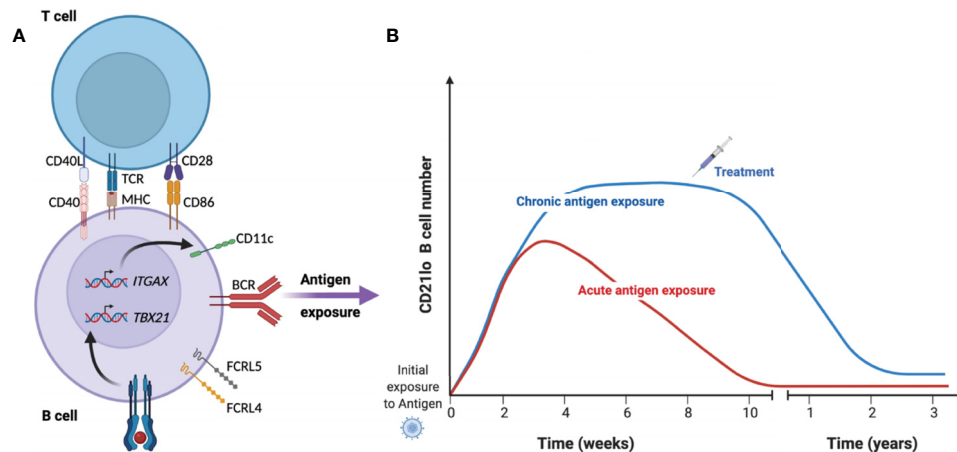 A
T cell
CD40L
CD28
TCR
CD40
MHC
CD86
CD11c
ITGAX
TBX21
BCR
FCRL5
FCRL4
B cell
Antigen
exposure
B
CD21lo B cell number
Treatment
Chronic antigen exposure
Acute antigen exposure
Initial
exposure
to Antigen
0 2 4 6 8 10 1 2 3
Time (weeks)
Time (years)